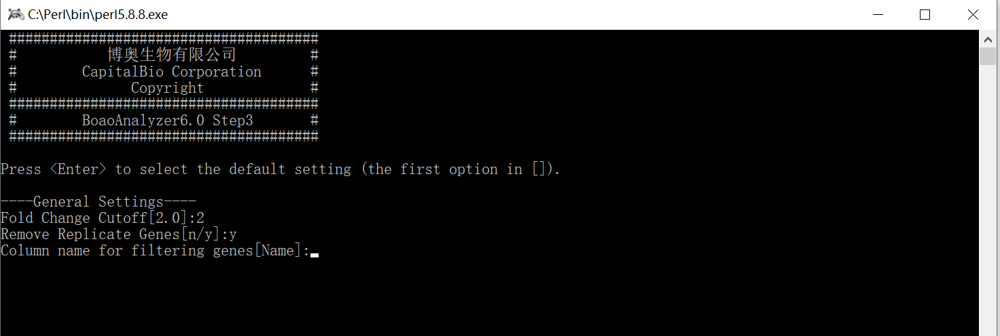 C:\Perl\bin\perl5.8.8.exe
######################################
# 博奥生物有限公司 #
# CapitalBio Corporation #
# Copyright #
######################################
# BoaoAnalyzer6.0 Step3 #
######################################
Press <Enter> to select the default setting (the first option in []).
----General Settings----
Fold Change Cutoff[2.0]:2
Remove Replicate Genes[n/y]:y
Column name for filtering genes[Name]: